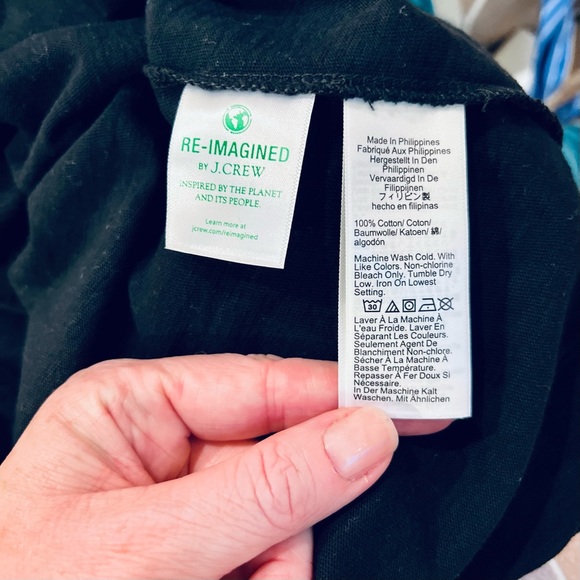 RE-IMAGINED
BY J.CREW
INSPIRED BY THE PLANET
AND ITS PEOPLE.
Learn more at
jcrew.com/reimagined
Made In Philippines
Fabriqué Aux Philippines
Hergestellt In Den
Philippinen
Vervaardigd In De
Filippijnen
フィリピン製
hecho en filipinas
100% Cotton/ Coton/
Baumwolle/ Katoen/ 綿/
algodón
Machine Wash Cold. With
Like Colors. Non-chlorine
Bleach Only. Tumble Dry
Low. Iron On Lowest
Setting.
30
Laver À La Machine À
L'eau Froide. Laver En
Séparant Les Couleurs.
Seulement Agent De
Blanchiment Non-chlore.
Sécher À La Machine À
Basse Température.
Repasser À Fer Doux Si
Nécessaire.
In Der Maschine Kalt
Waschen. Mit Ähnlichen